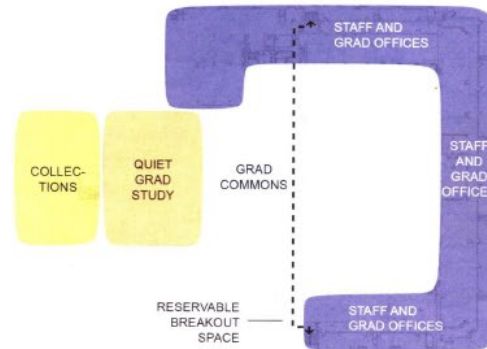 STAFF AND
GRAD OFFICES
COLLEC-
TIONS
QUIET
GRAD
STUDY
GRAD
COMMONS
STAFF
AND
GRAD
OFFICE
RESERVABLE
BREAKOUT
SPACE
STAFF AND
GRAD OFFICES